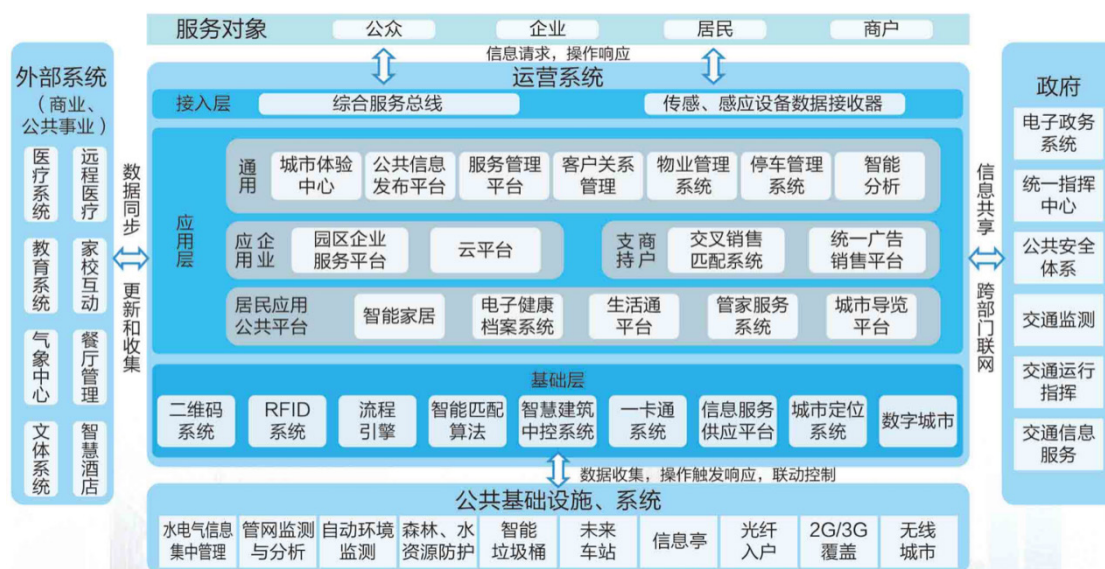 服务对象
公众
企业
居民
商户
信息请求，操作响应
外部系统
（商业、
公共事业）
医疗系统
远程医疗
教育系统
家校互动
气象中心
餐厅管理
文体系统
智慧酒店
数据同步
更新和收集
运营系统
接入层
综合服务总线
传感、感应设备数据接收器
应用层
通用
城市体验
中心
公共信息
发布平台
服务管理
平台
客户关系
管理
物业管理
系统
停车管理
系统
智能
分析
企业
应用
园区企业
服务平台
云平台
商户
支持
交叉销售
匹配系统
统一广告
销售平台
居民应用
公共平台
智能家居
电子健康
档案系统
生活通
平台
管家服务
系统
城市导览
平台
基础层
二维码
系统
RFID
系统
流程
引擎
智能匹配
算法
智慧建筑
中控系统
一卡通
系统
信息服务
供应平台
城市定位
系统
数字城市
数据收集，操作触发响应，联动控制
公共基础设施、系统
水电气信息
集中管理
管网监测
与分析
自动环境
监测
森林、水
资源防护
智能
垃圾桶
未来
车站
信息亭
光纤
入户
2G/3G
覆盖
无线
城市
信息共享
跨部门联网
政府
电子政务
系统
统一指挥
中心
公共安全
体系
交通监测
交通运行
指挥
交通信息
服务